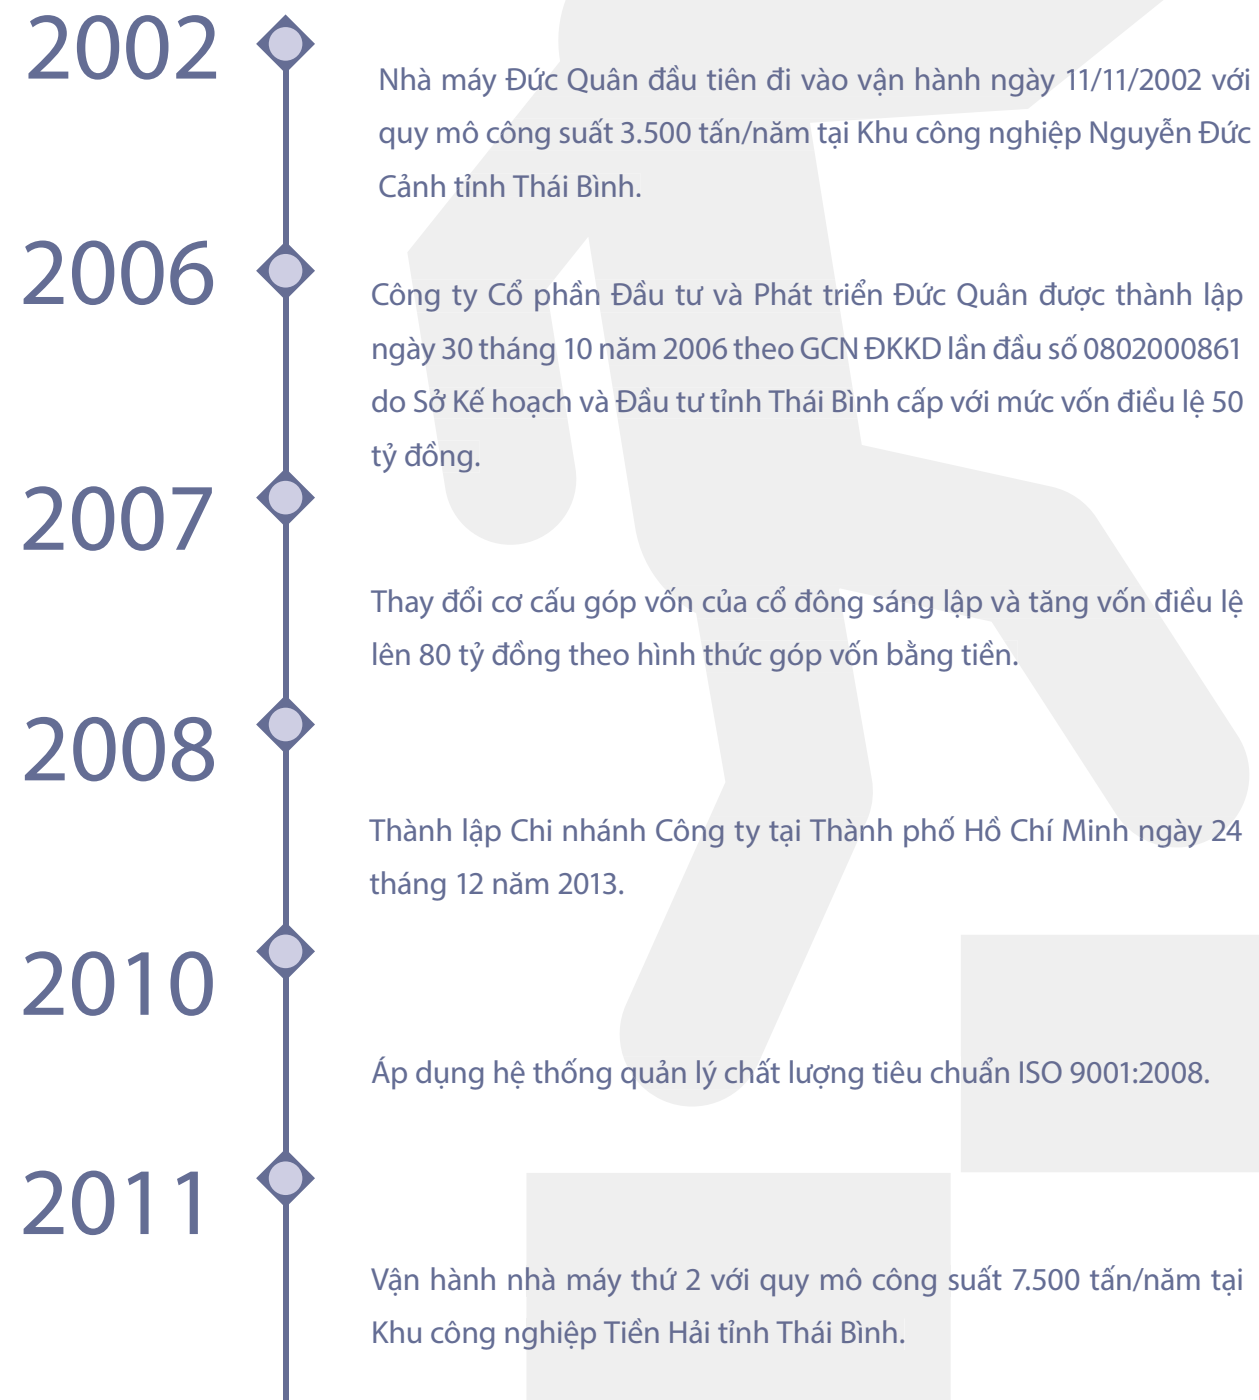 2002
Nhà máy Đức Quân đầu tiên đi vào vận hành ngày 11/11/2002 với
quy mô công suất 3.500 tấn/năm tại Khu công nghiệp Nguyễn Đức
Cảnh tỉnh Thái Bình.
2006
Công ty Cổ phần Đầu tư và Phát triển Đức Quân được thành lập
ngày 30 tháng 10 năm 2006 theo GCN ĐKKD lần đầu số 0802000861
do Sở Kế hoạch và Đầu tư tỉnh Thái Bình cấp với mức vốn điều lệ 50
tỷ đồng.
2007
Thay đổi cơ cấu góp vốn của cổ đông sáng lập và tăng vốn điều lệ
lên 80 tỷ đồng theo hình thức góp vốn bằng tiền.
2008
Thành lập Chi nhánh Công ty tại Thành phố Hồ Chí Minh ngày 24
tháng 12 năm 2013.
2010
Áp dụng hệ thống quản lý chất lượng tiêu chuẩn ISO 9001:2008.
2011
Vận hành nhà máy thứ 2 với quy mô công suất 7.500 tấn/năm tại
Khu công nghiệp Tiền Hải tỉnh Thái Bình.